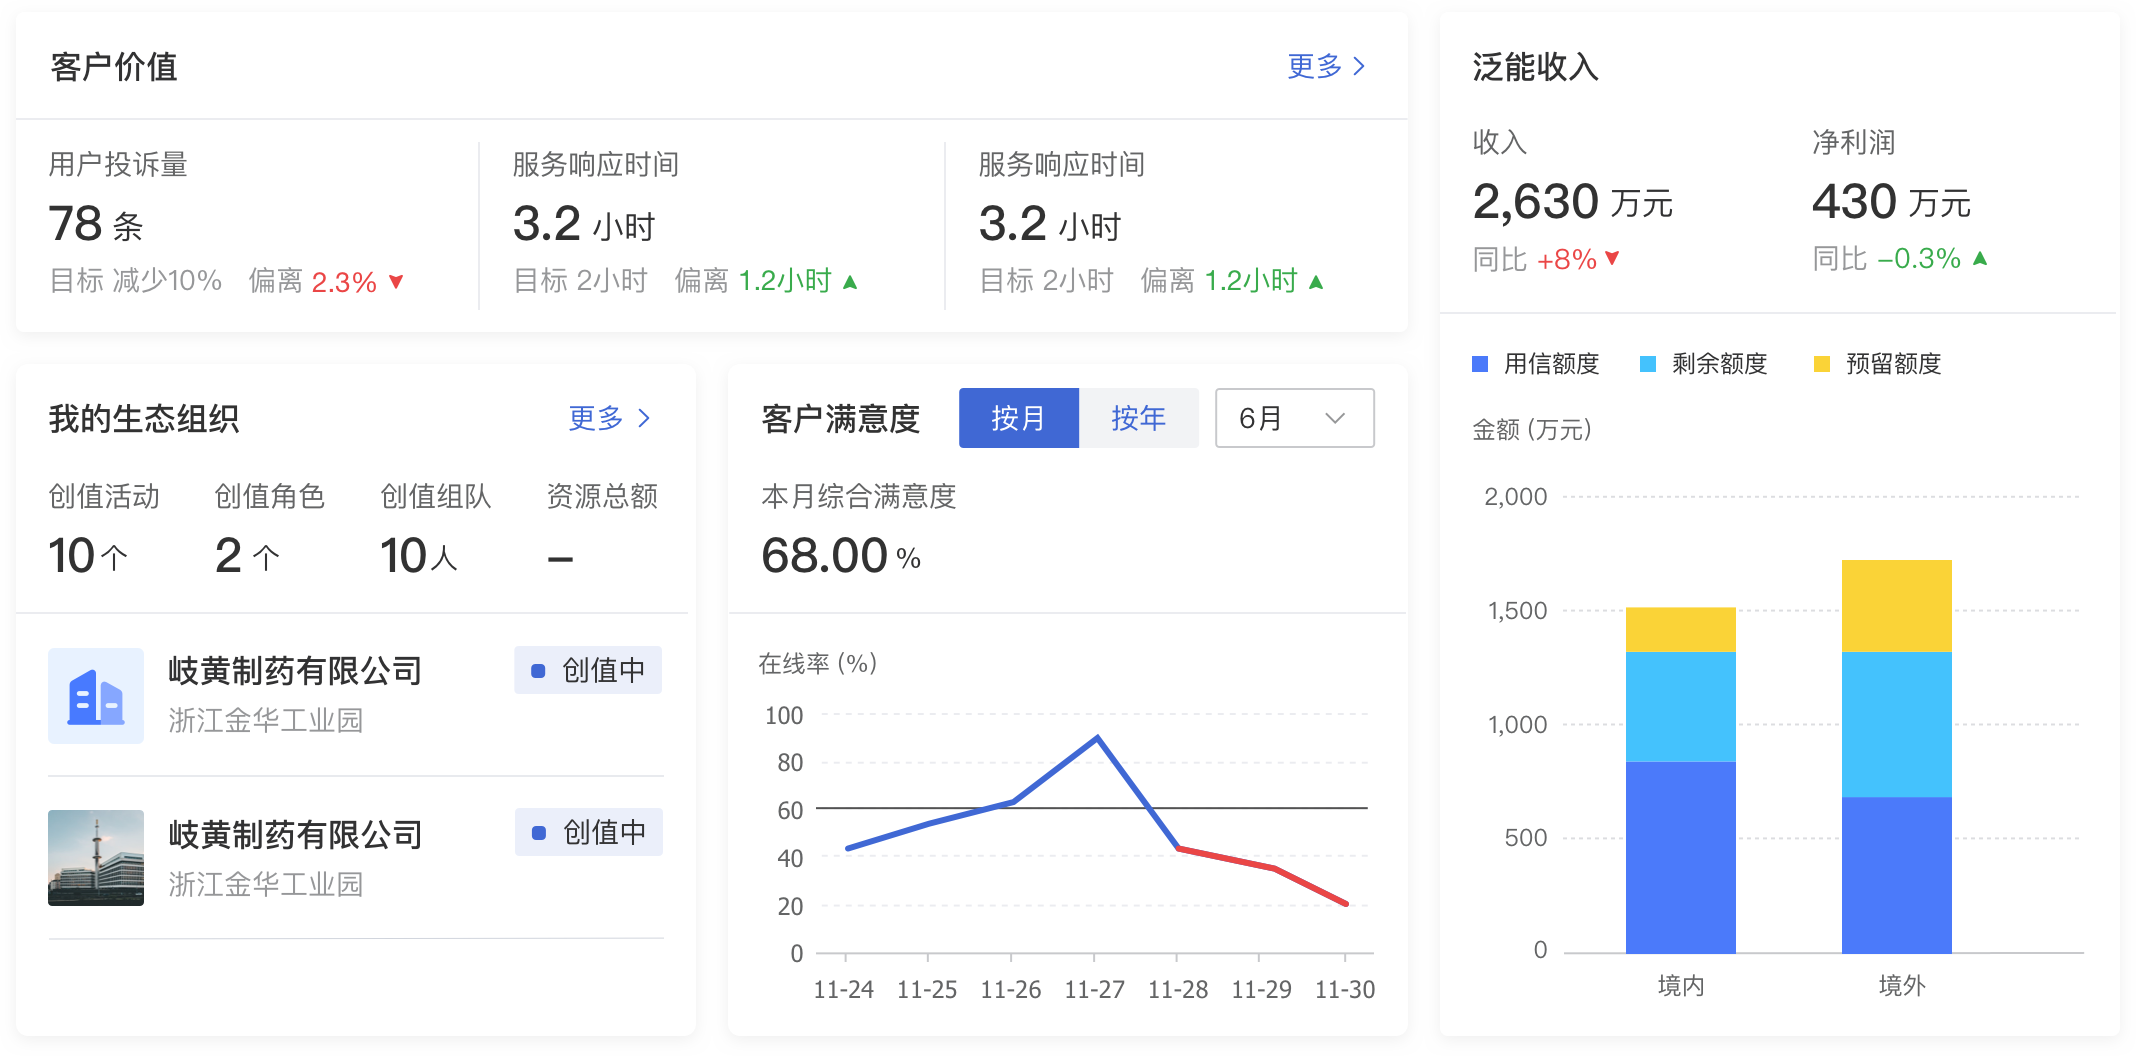 客户价值
更多
用户投诉量
78 条
目标 减少10% 偏离 2.3%
服务响应时间
3.2 小时
目标 2小时 偏离 1.2小时
服务响应时间
3.2 小时
目标 2小时 偏离 1.2小时
我的生态组织
更多
创值活动 创值角色 创值组队 资源总额
10个 2个 10人 –
岐黄制药有限公司
创值中
浙江金华工业园
岐黄制药有限公司
创值中
浙江金华工业园
客户满意度
按月 按年 6月
本月综合满意度
68.00 %
在线率 (%)
100
80
60
40
20
0
11-24 11-25 11-26 11-27 11-28 11-29 11-30
泛能收入
收入
2,630 万元
同比 +8%
净利润
430 万元
同比 −0.3%
用信额度 剩余额度 预留额度
金额 (万元)
2,000
1,500
1,000
500
0
境内 境外